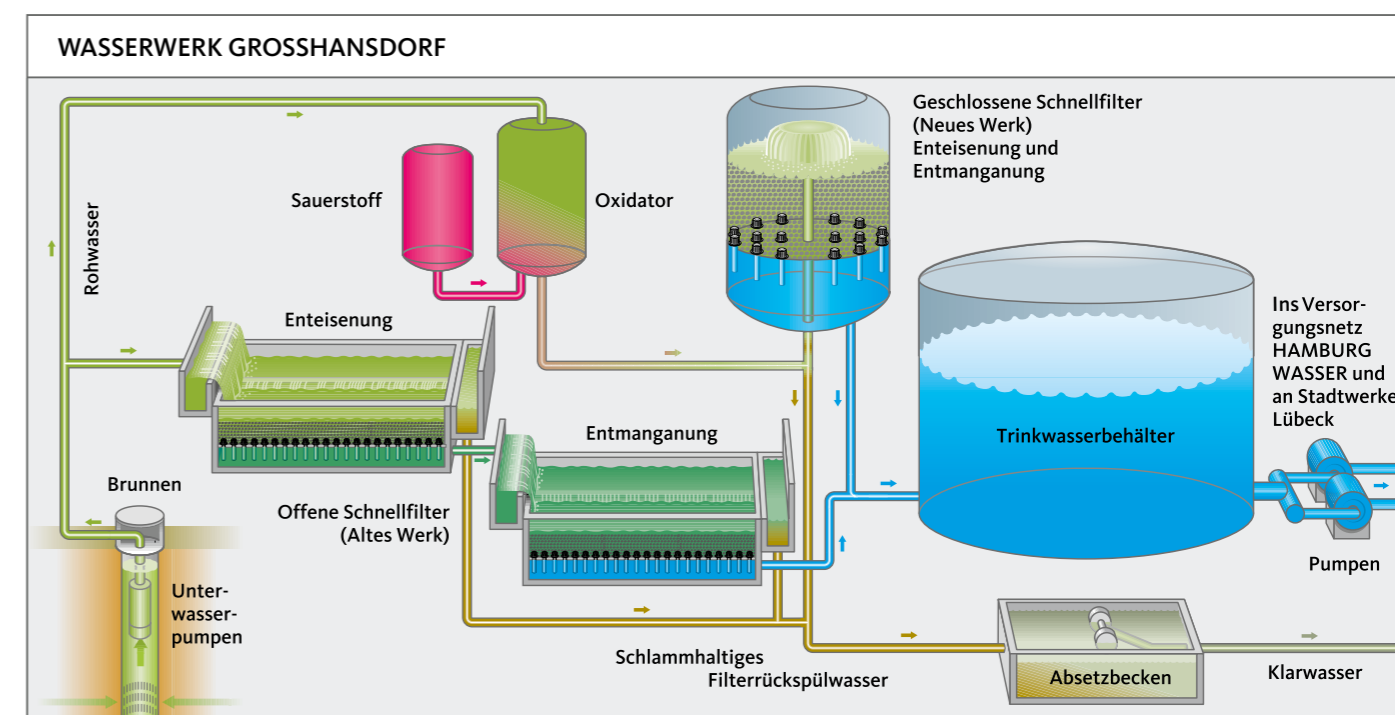 WASSERWERK GROSSHANSDORF
Geschlossene Schnellfilter
(Neues Werk)
Enteisenung und
Entmanganung
Sauerstoff
Oxidator
Rohwasser
Enteisenung
Ins Versor-
gungsnetz
HAMBURG
WASSER und
an Stadtwerke
Lübeck
Entmanganung
Trinkwasserbehälter
Brunnen
Offene Schnellfilter
(Altes Werk)
Pumpen
Unter-
wasser-
pumpen
Schlammhaltiges
Filterrückspülwasser
Absetzbecken
Klarwasser